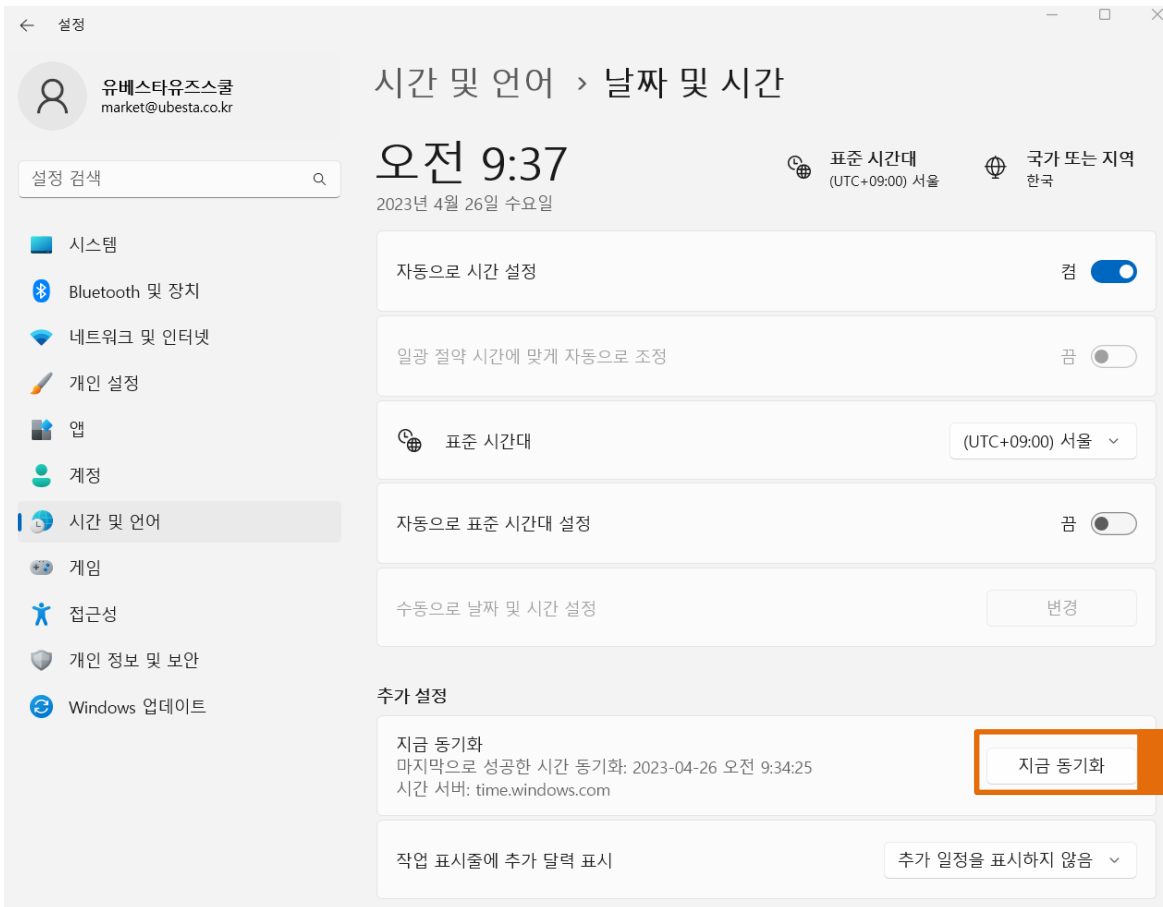 설정
유베스타유즈스쿨
market@ubesta.co.kr
설정 검색
시스템
Bluetooth 및 장치
네트워크 및 인터넷
개인 설정
앱
계정
시간 및 언어
게임
접근성
개인 정보 및 보안
Windows 업데이트
시간 및 언어 › 날짜 및 시간
오전 9:37
2023년 4월 26일 수요일
표준 시간대
(UTC+09:00) 서울
국가 또는 지역
한국
자동으로 시간 설정 켬
일광 절약 시간에 맞게 자동으로 조정 끔
표준 시간대 (UTC+09:00) 서울
자동으로 표준 시간대 설정 끔
수동으로 날짜 및 시간 설정 변경
추가 설정
지금 동기화
마지막으로 성공한 시간 동기화: 2023-04-26 오전 9:34:25
시간 서버: time.windows.com
지금 동기화
작업 표시줄에 추가 달력 표시 추가 일정을 표시하지 않음